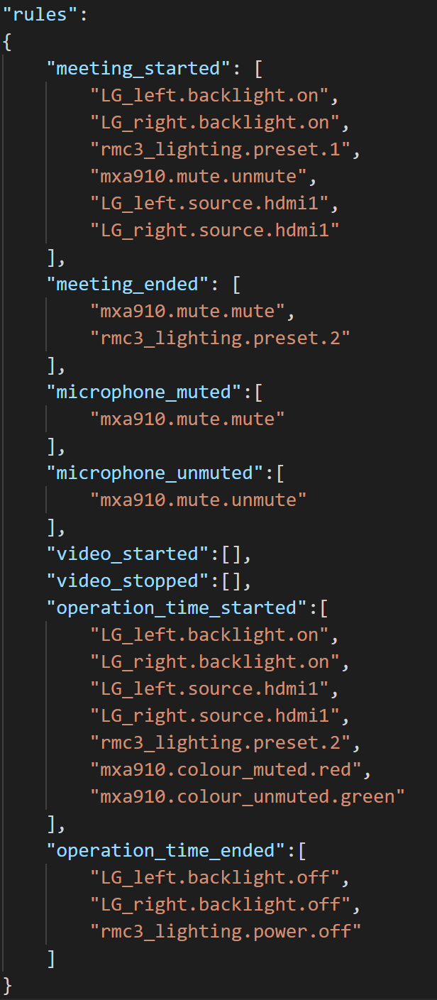 "rules":
{
    "meeting_started": [
        "LG_left.backlight.on",
        "LG_right.backlight.on",
        "rmc3_lighting.preset.1",
        "mxa910.mute.unmute",
        "LG_left.source.hdmi1",
        "LG_right.source.hdmi1"
    ],
    "meeting_ended": [
        "mxa910.mute.mute",
        "rmc3_lighting.preset.2"
    ],
    "microphone_muted":[
        "mxa910.mute.mute"
    ],
    "microphone_unmuted":[
        "mxa910.mute.unmute"
    ],
    "video_started":[],
    "video_stopped":[],
    "operation_time_started":[
        "LG_left.backlight.on",
        "LG_right.backlight.on",
        "LG_left.source.hdmi1",
        "LG_right.source.hdmi1",
        "rmc3_lighting.preset.2",
        "mxa910.colour_muted.red",
        "mxa910.colour_unmuted.green"
    ],
    "operation_time_ended":[
        "LG_left.backlight.off",
        "LG_right.backlight.off",
        "rmc3_lighting.power.off"
    ]
}